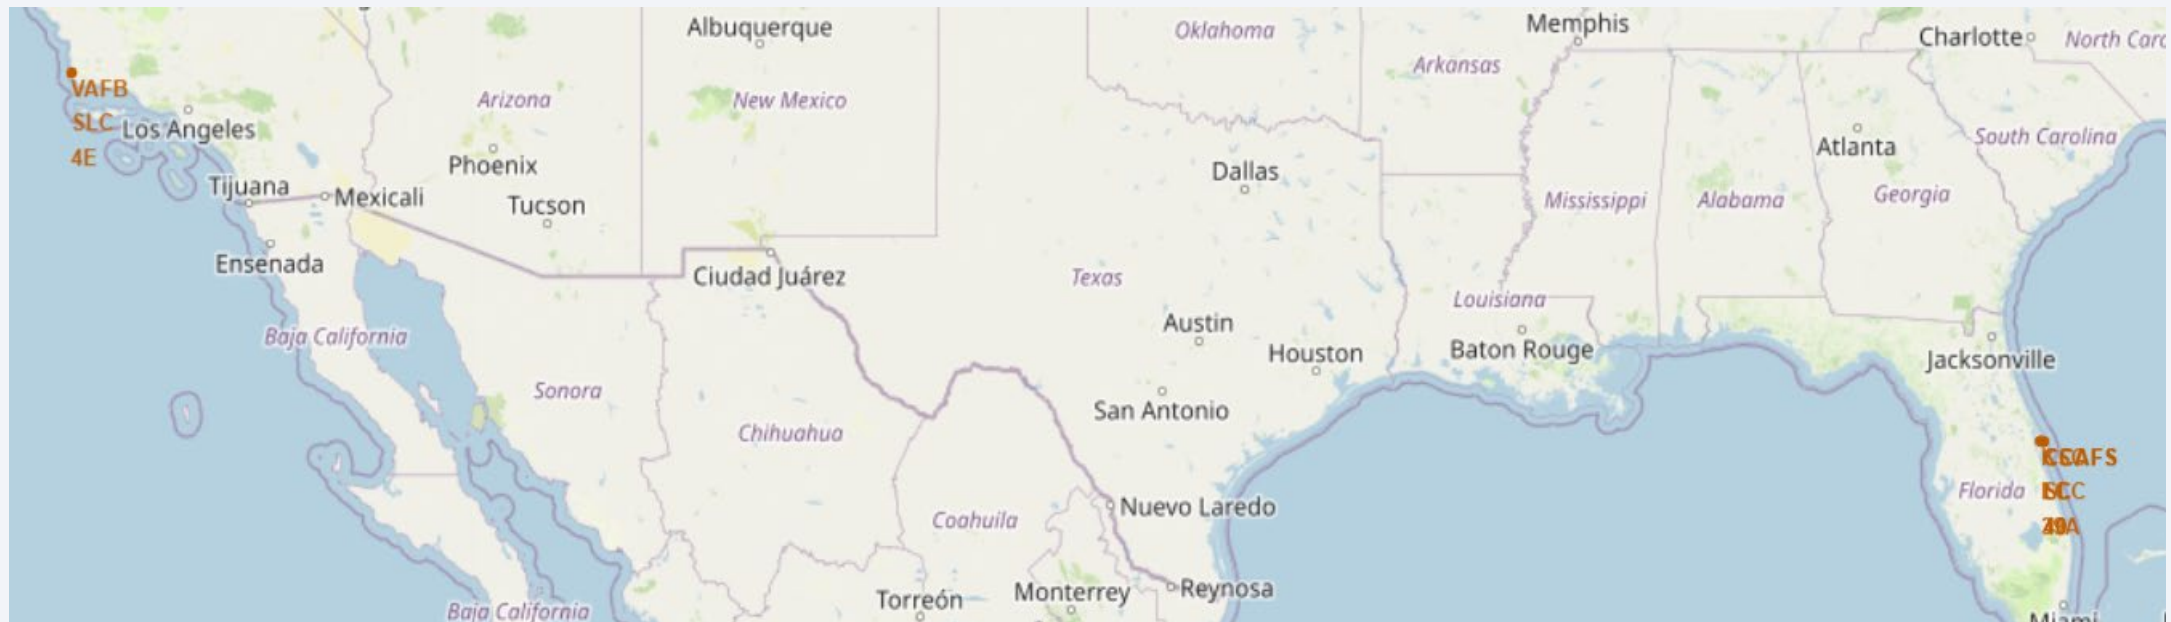 Albuquerque
Oklahoma
Memphis
Charlotte
North Carc
VAFB
SLC
4E
Los Angeles
Arizona
New Mexico
Arkansas
Atlanta
South Carolina
Phoenix
Dallas
Tijuana
Mexicali
Tucson
Mississippi
Alabama
Georgia
Ensenada
Ciudad Juárez
Texas
Louisiana
Baja California
Austin
Houston
Baton Rouge
Jacksonville
Sonora
San Antonio
Chihuahua
Florida
Coahuila
Nuevo Laredo
Torreón
Monterrey
Reynosa
Baja California
Miami